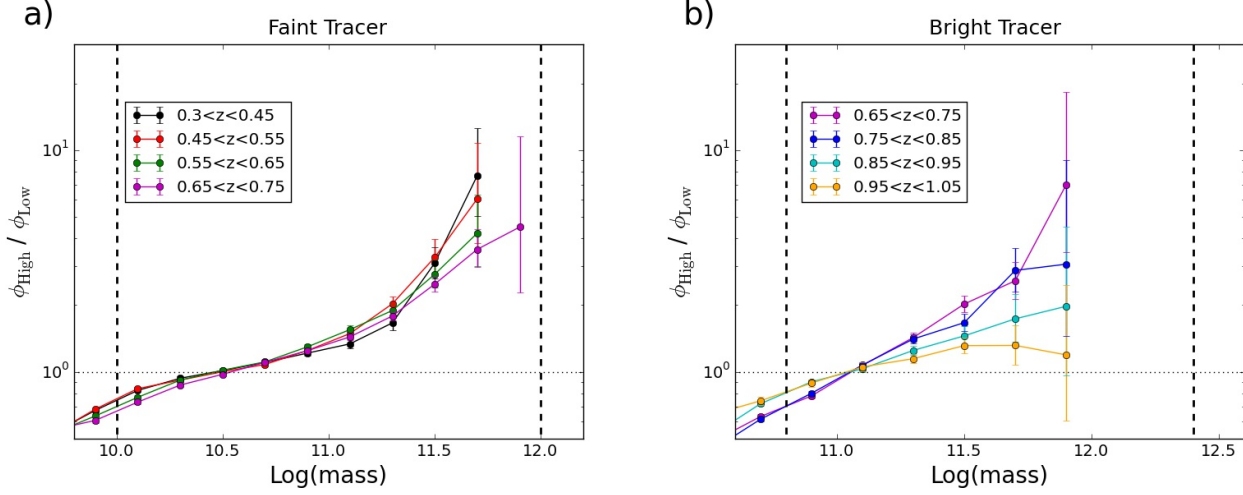 a)
Faint Tracer
ϕHigh / ϕLow
10¹
10⁰
0.3<z<0.45
0.45<z<0.55
0.55<z<0.65
0.65<z<0.75
10.0 10.5 11.0 11.5 12.0
Log(mass)
b)
Bright Tracer
ϕHigh / ϕLow
10¹
10⁰
0.65<z<0.75
0.75<z<0.85
0.85<z<0.95
0.95<z<1.05
11.0 11.5 12.0 12.5
Log(mass)